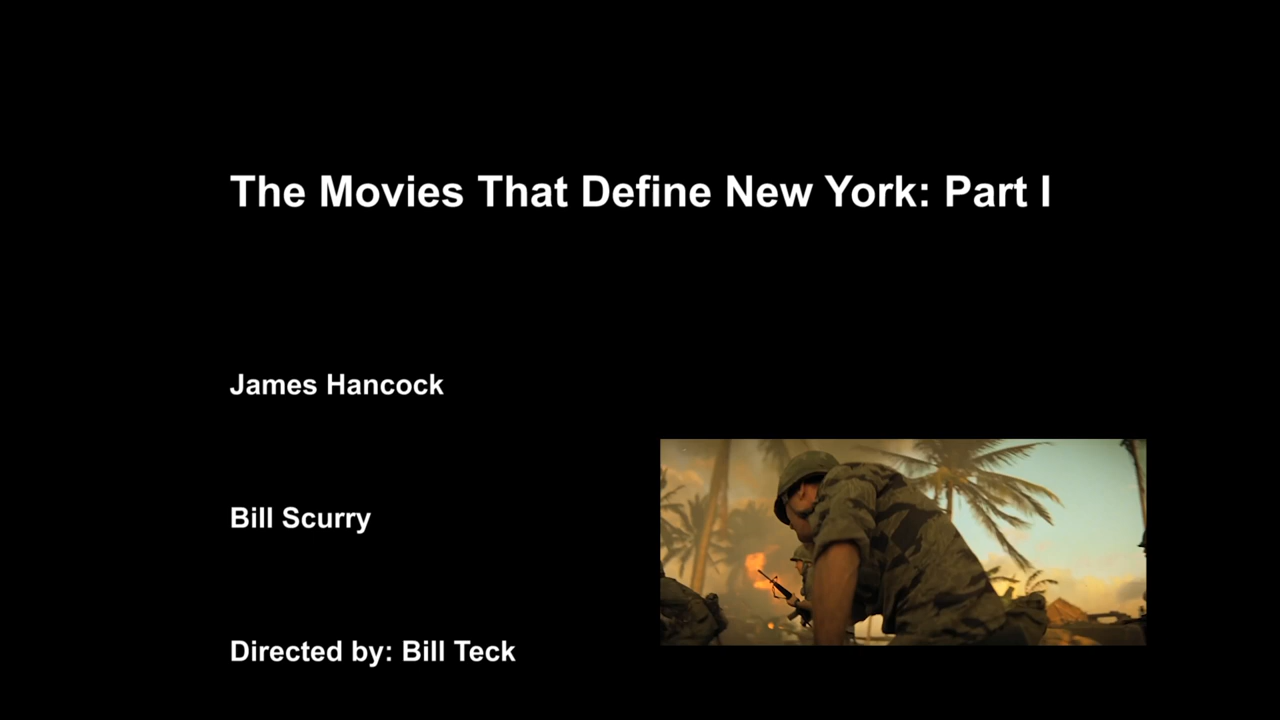 The Movies That Define New York: Part I
James Hancock
Bill Scurry
Directed by: Bill Teck